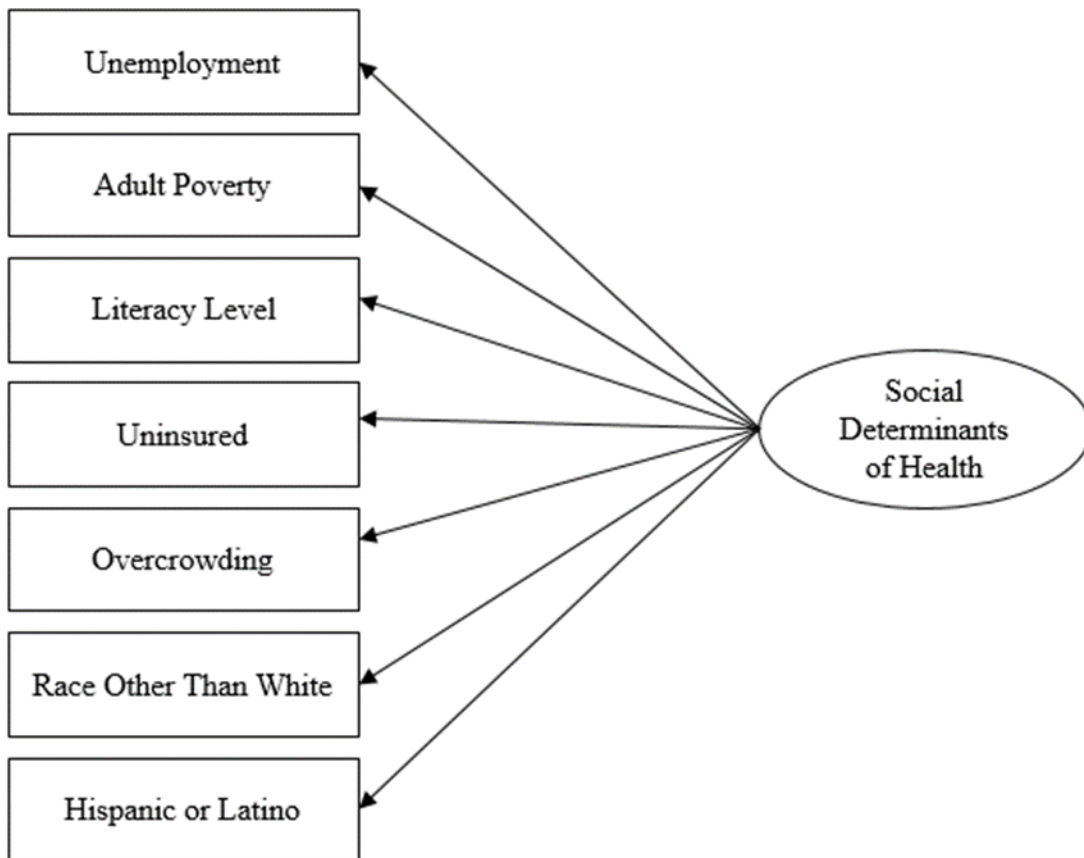 Unemployment
Adult Poverty
Literacy Level
Uninsured
Overcrowding
Race Other Than White
Hispanic or Latino
Social
Determinants
of Health